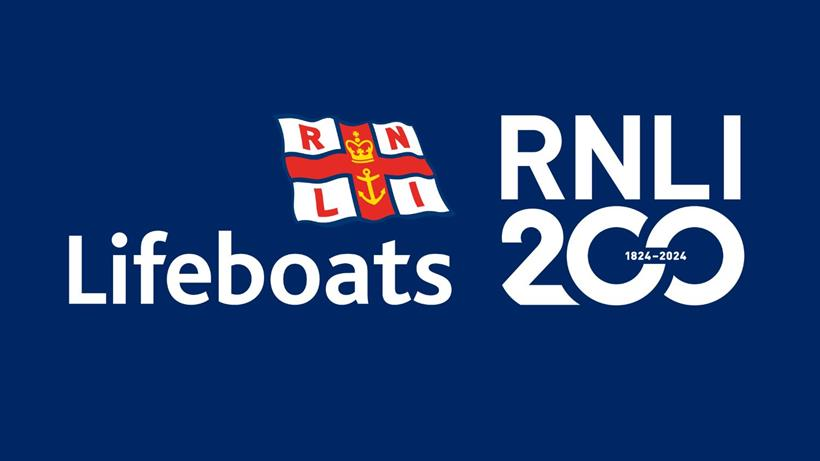 R N
L I
Lifeboats
RNLI
200
1824–2024